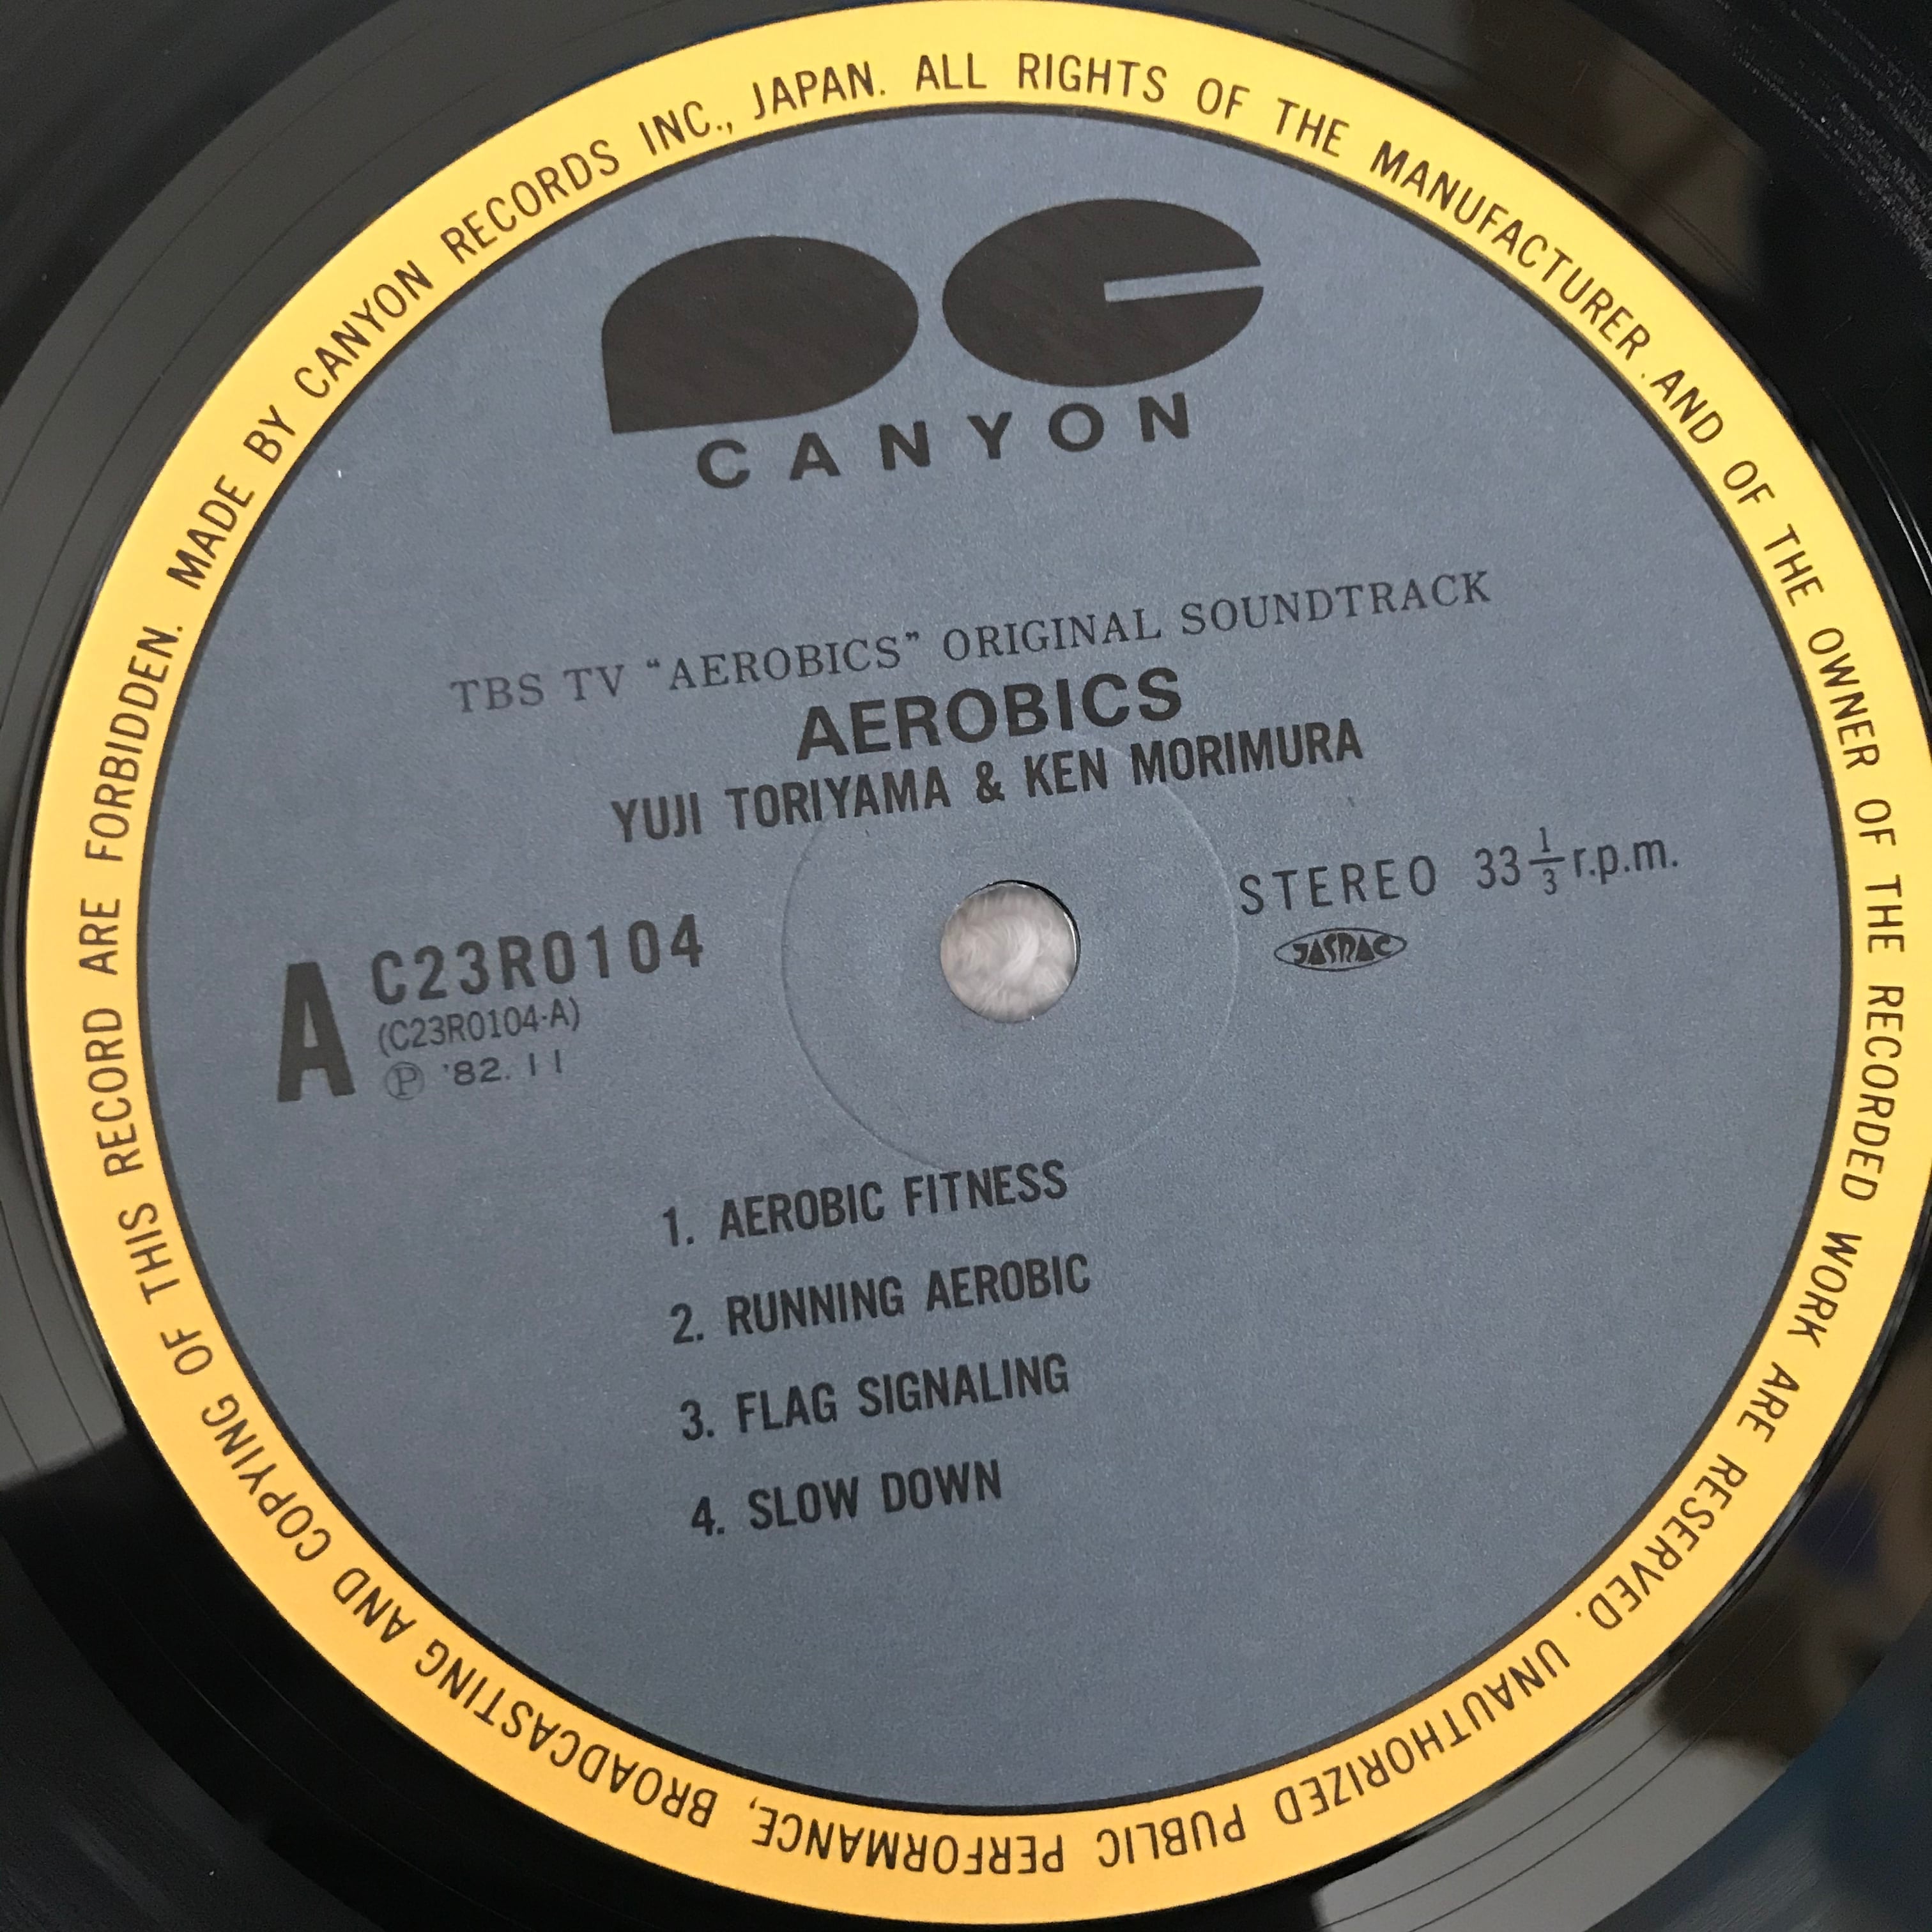 PC
CANYON
TBS TV “AEROBICS” ORIGINAL SOUNDTRACK
AEROBICS
YUJI TORIYAMA & KEN MORIMURA
STEREO 33 1/3 r.p.m.
JASRAC
A C23R0104
(C23R0104-A)
Ⓟ '82. 11
1. AEROBIC FITNESS
2. RUNNING AEROBIC
3. FLAG SIGNALING
4. SLOW DOWN
MADE BY CANYON RECORDS INC., JAPAN. ALL RIGHTS OF THE MANUFACTURER AND OF THE OWNER OF THE RECORDED WORK ARE RESERVED. UNAUTHORIZED PUBLIC PERFORMANCE, BROADCASTING AND COPYING OF THIS RECORD ARE FORBIDDEN.